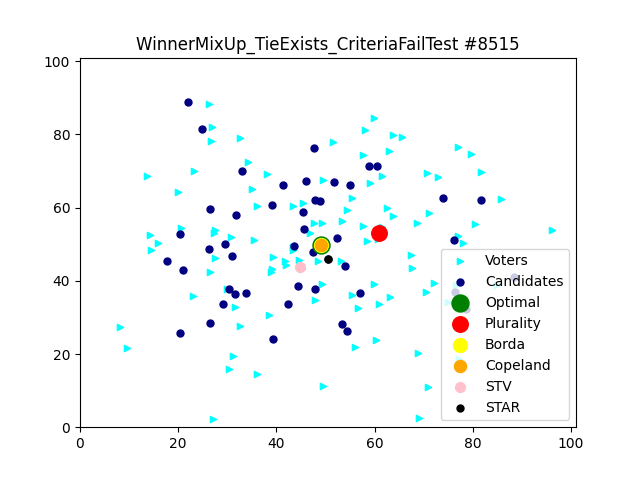 WinnerMixUp_TieExists_CriteriaFailTest #8515
100
80
60
40
20
0
0 20 40 60 80 100
Voters
Candidates
Optimal
Plurality
Borda
Copeland
STV
STAR